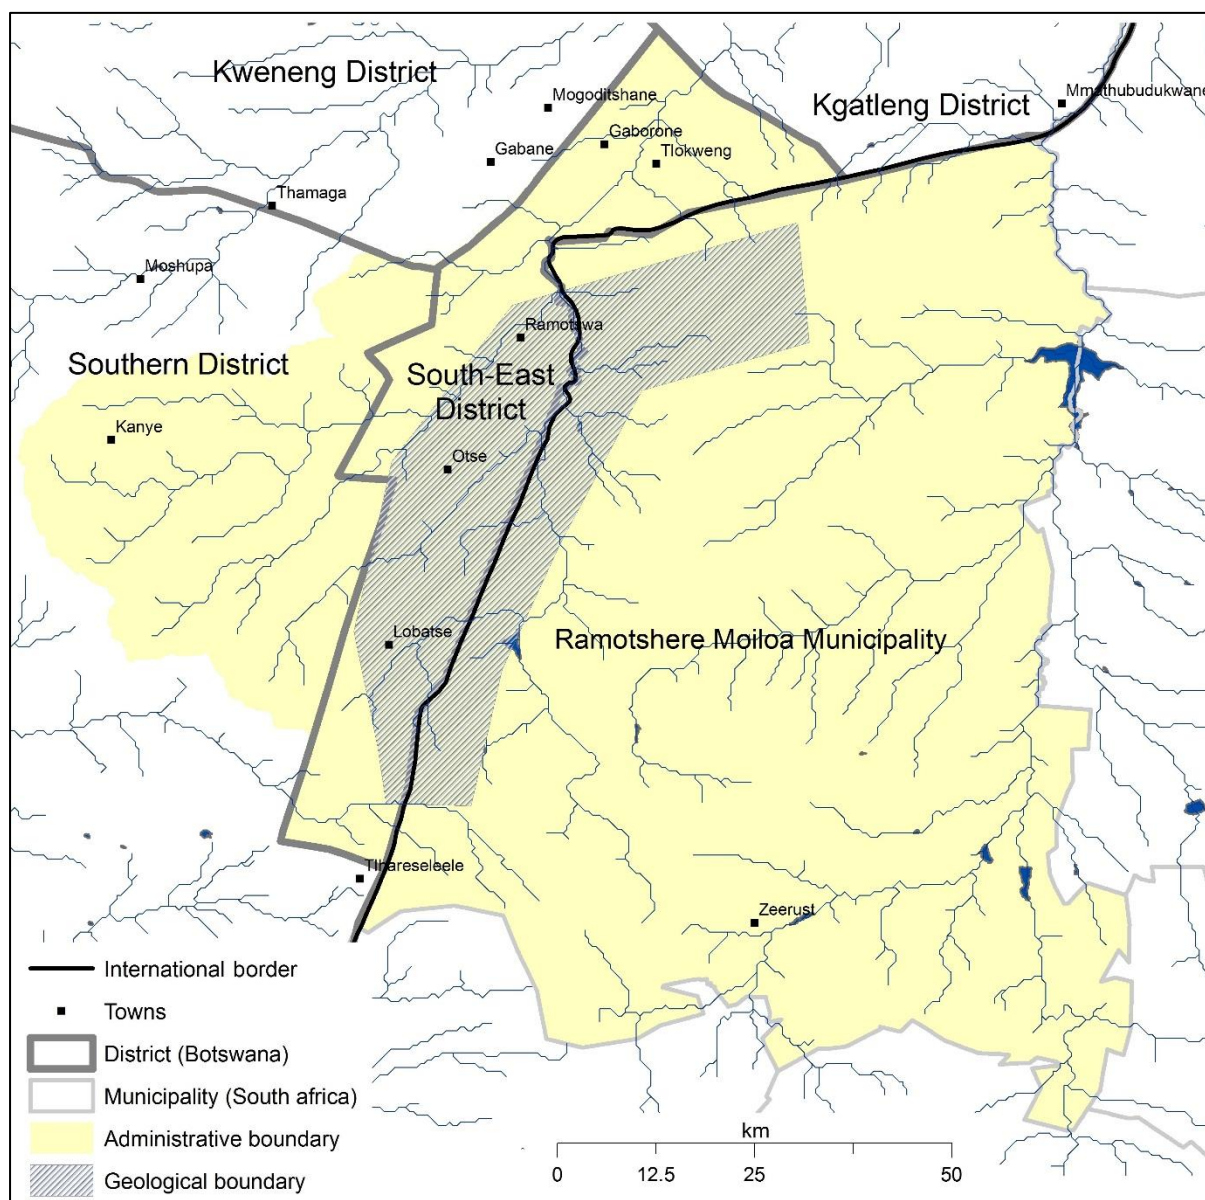 Kweneng District
Mogoditshane
Kgatleng District
Mmathubudukwane
Gaborone
Gabane
Tlokweng
Thamaga
Moshupa
Ramotswa
Southern District
South-East
District
Kanye
Otse
Lobatse
Ramotshere Moiloa Municipality
Tlhareseleele
Zeerust
International border
Towns
District (Botswana)
Municipality (South africa)
Administrative boundary
Geological boundary
km
0 12.5 25 50